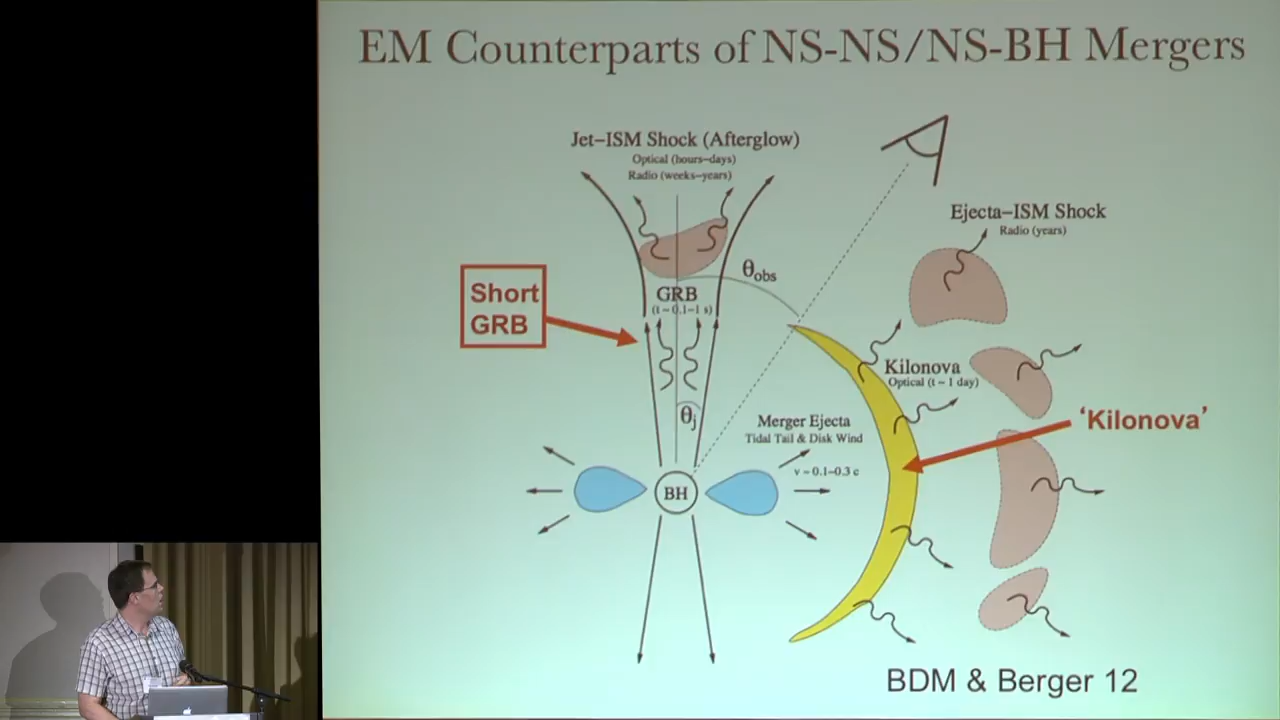 EM Counterparts of NS-NS/NS-BH Mergers
Jet–ISM Shock (Afterglow)
Optical (hours–days)
Radio (weeks–years)
Ejecta–ISM Shock
Radio (years)
θobs
Short
GRB
GRB
(t ~ 0.1–1 s)
Kilonova
Optical (t ~ 1 day)
'Kilonova'
θj
Merger Ejecta
Tidal Tail & Disk Wind
v ~ 0.1–0.3 c
BH
BDM & Berger 12